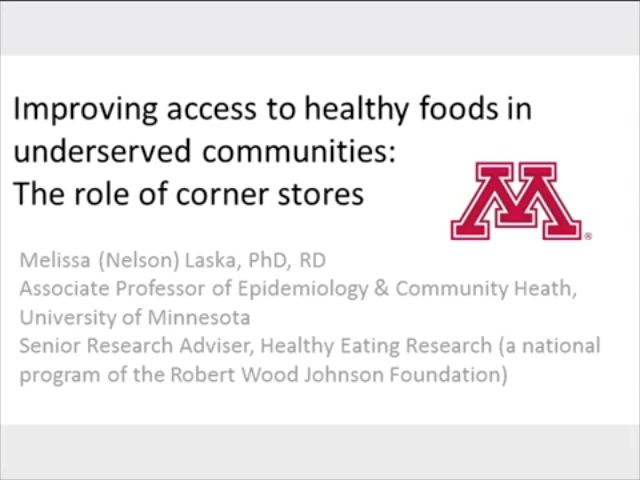 Improving access to healthy foods in
underserved communities:
The role of corner stores
M
Melissa (Nelson) Laska, PhD, RD
Associate Professor of Epidemiology & Community Heath,
University of Minnesota
Senior Research Adviser, Healthy Eating Research (a national
program of the Robert Wood Johnson Foundation)